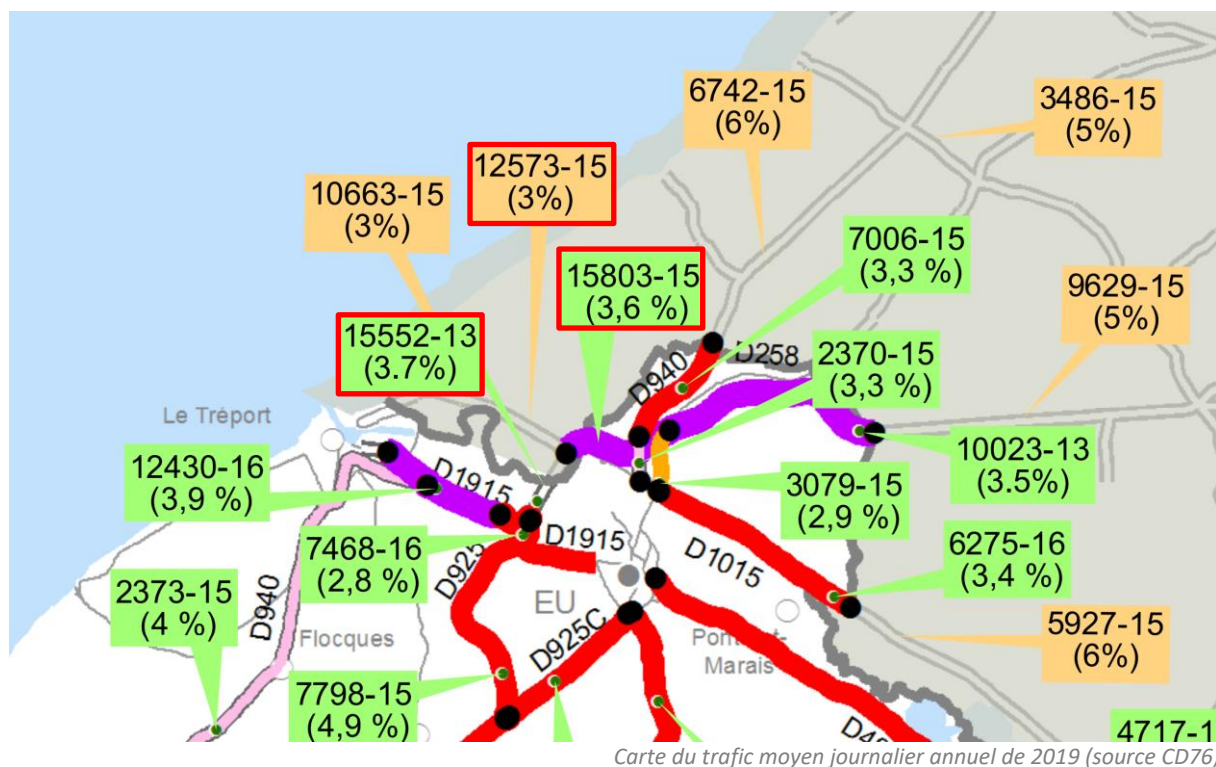 6742-15
(6%)
3486-15
(5%)
12573-15
(3%)
10663-15
(3%)
7006-15
(3,3 %)
15803-15
(3,6 %)
9629-15
(5%)
15552-13
(3.7%)
D940
D258
2370-15
(3,3 %)
Le Tréport
12430-16
(3,9 %)
D1915
10023-13
(3.5%)
3079-15
(2,9 %)
7468-16
(2,8 %)
D925
D1915
D1015
6275-16
(3,4 %)
2373-15
(4 %)
D940
EU
Flocques
D925C
Marais
5927-15
(6%)
7798-15
(4,9 %)
4717-1
Carte du trafic moyen journalier annuel de 2019 (source CD76)